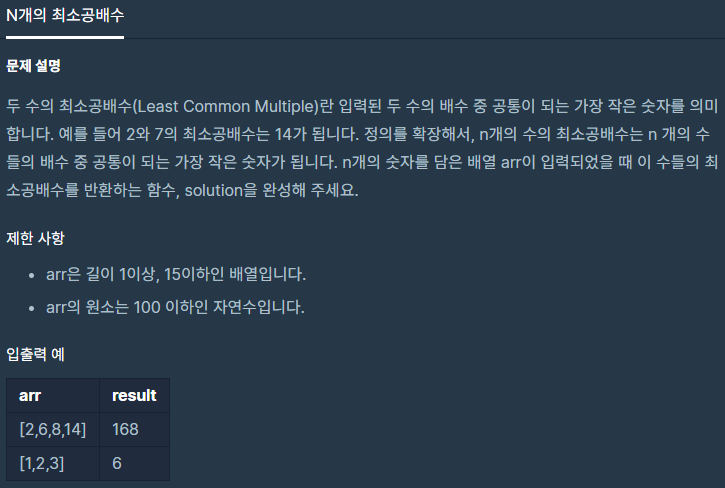 N개의 최소공배수
문제 설명
두 수의 최소공배수(Least Common Multiple)란 입력된 두 수의 배수 중 공통이 되는 가장 작은 숫자를 의미
합니다. 예를 들어 2와 7의 최소공배수는 14가 됩니다. 정의를 확장해서, n개의 수의 최소공배수는 n 개의 수
들의 배수 중 공통이 되는 가장 작은 숫자가 됩니다. n개의 숫자를 담은 배열 arr이 입력되었을 때 이 수들의 최
소공배수를 반환하는 함수, solution을 완성해 주세요.
제한 사항
• arr은 길이 1이상, 15이하인 배열입니다.
• arr의 원소는 100 이하인 자연수입니다.
입출력 예
arr result
[2,6,8,14] 168
[1,2,3] 6